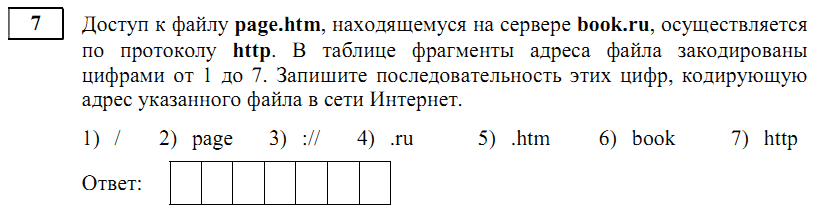 7 Доступ к файлу page.htm, находящемуся на сервере book.ru, осуществляется
по протоколу http. В таблице фрагменты адреса файла закодированы
цифрами от 1 до 7. Запишите последовательность этих цифр, кодирующую
адрес указанного файла в сети Интернет.
1) / 2) page 3) :// 4) .ru 5) .htm 6) book 7) http
Ответ: